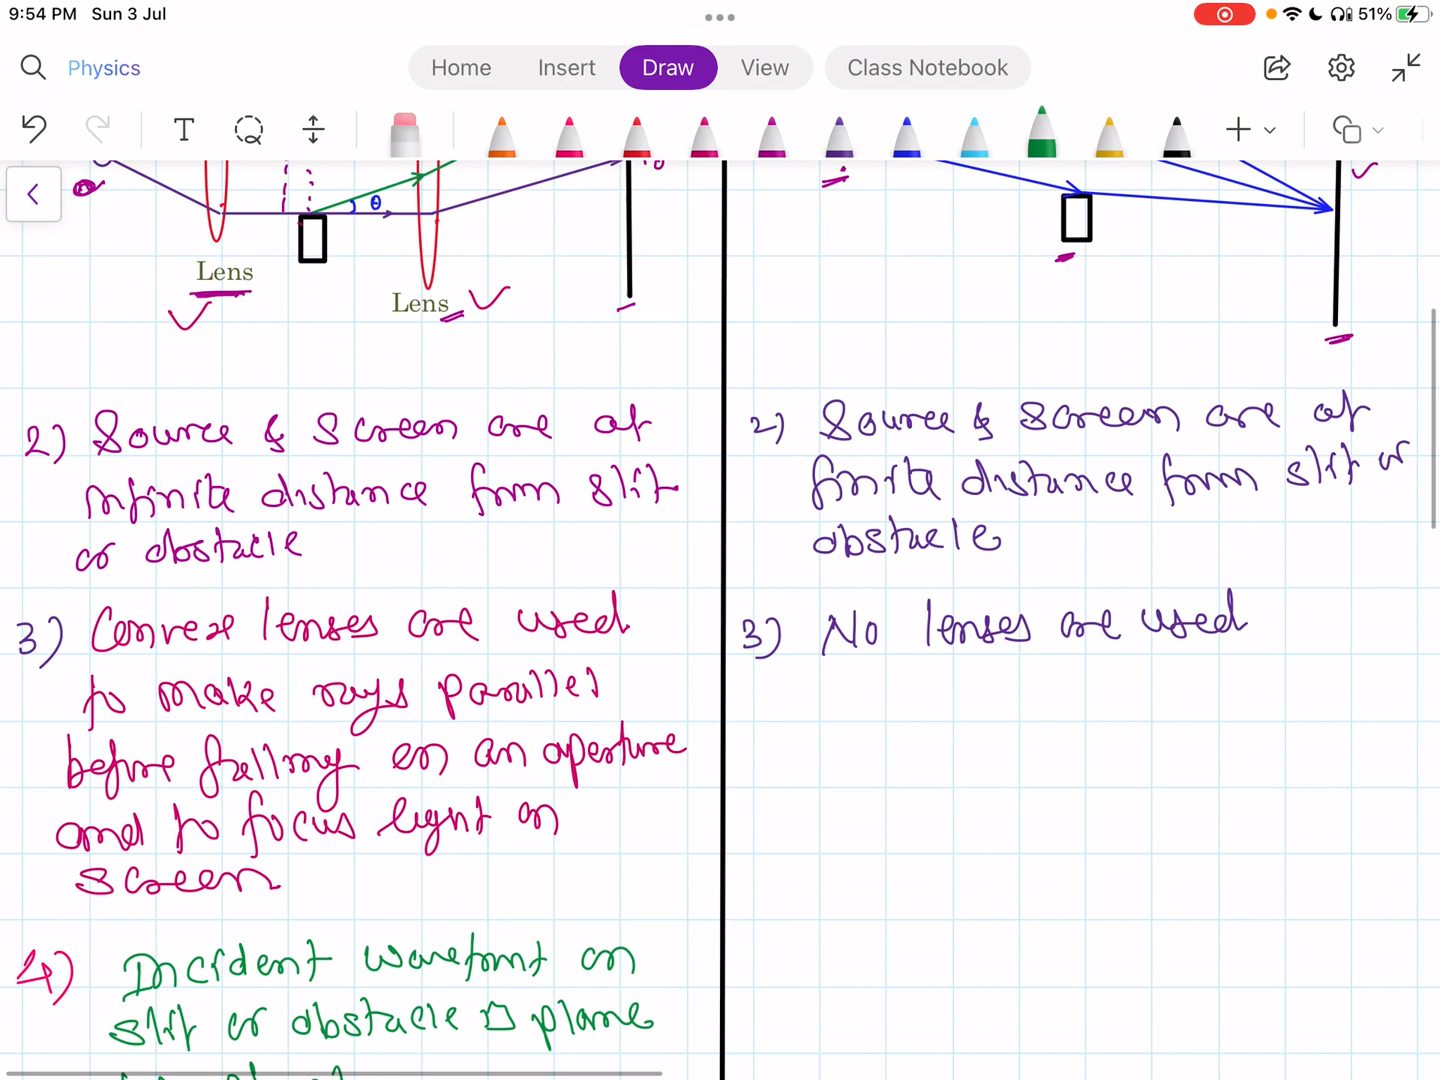 9:54 PM Sun 3 Jul
51%
Physics
Home Insert Draw View Class Notebook
T
θ
Lens
Lens
2) Source & Screen are at
infinite distance from slit
or obstacle
3) Convex lenses are used
to make rays parallel
before falling on an aperture
and to focus light on
screen
4) Incident wavefront on
slit or obstacle is plane
2) Source & screen are at
finite distance from slit or
obstacle
3) No lenses are used